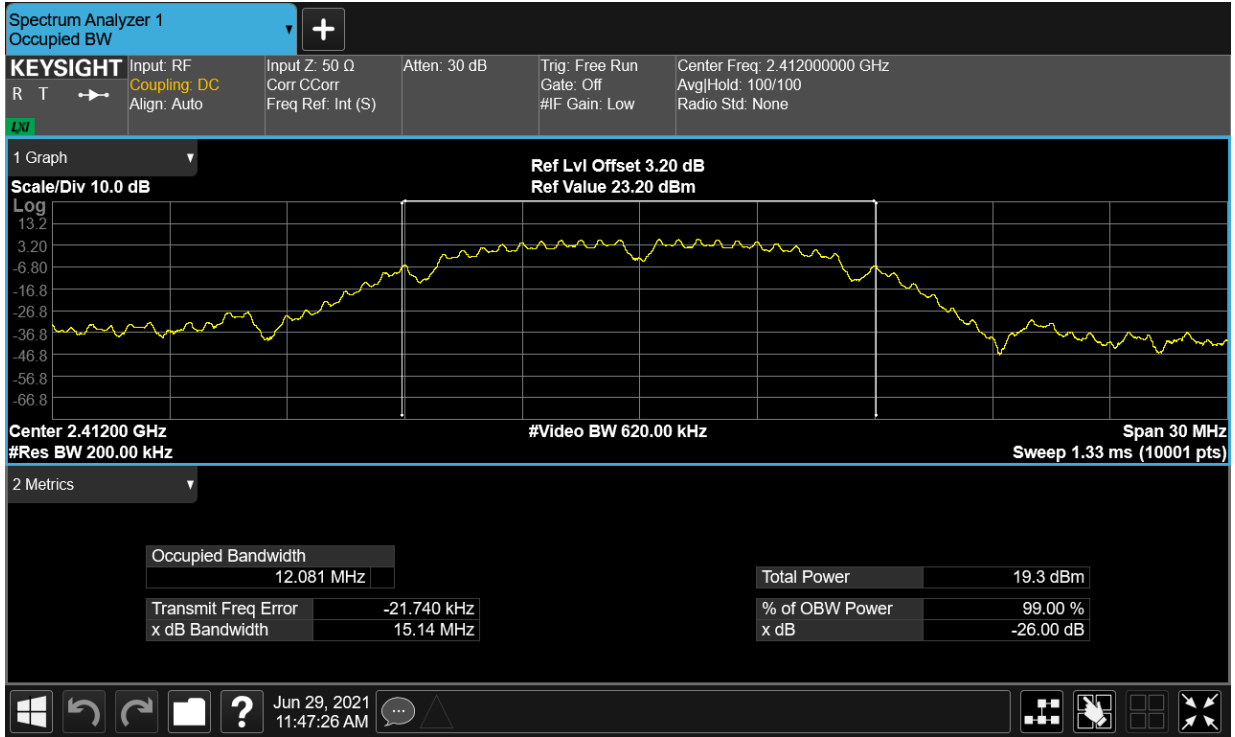 Spectrum Analyzer 1
Occupied BW
KEYSIGHT
R T
LXI
Input: RF
Coupling: DC
Align: Auto
Input Z: 50 Ω
Corr CCorr
Freq Ref: Int (S)
Atten: 30 dB
Trig: Free Run
Gate: Off
#IF Gain: Low
Center Freq: 2.412000000 GHz
Avg|Hold: 100/100
Radio Std: None
1 Graph
Scale/Div 10.0 dB
Ref Lvl Offset 3.20 dB
Ref Value 23.20 dBm
Log
13.2
3.20
-6.80
-16.8
-26.8
-36.8
-46.8
-56.8
-66.8
Center 2.41200 GHz
#Res BW 200.00 kHz
#Video BW 620.00 kHz
Span 30 MHz
Sweep 1.33 ms (10001 pts)
2 Metrics
Occupied Bandwidth
12.081 MHz
Transmit Freq Error -21.740 kHz
x dB Bandwidth 15.14 MHz
Total Power 19.3 dBm
% of OBW Power 99.00 %
x dB -26.00 dB
?
Jun 29, 2021
11:47:26 AM